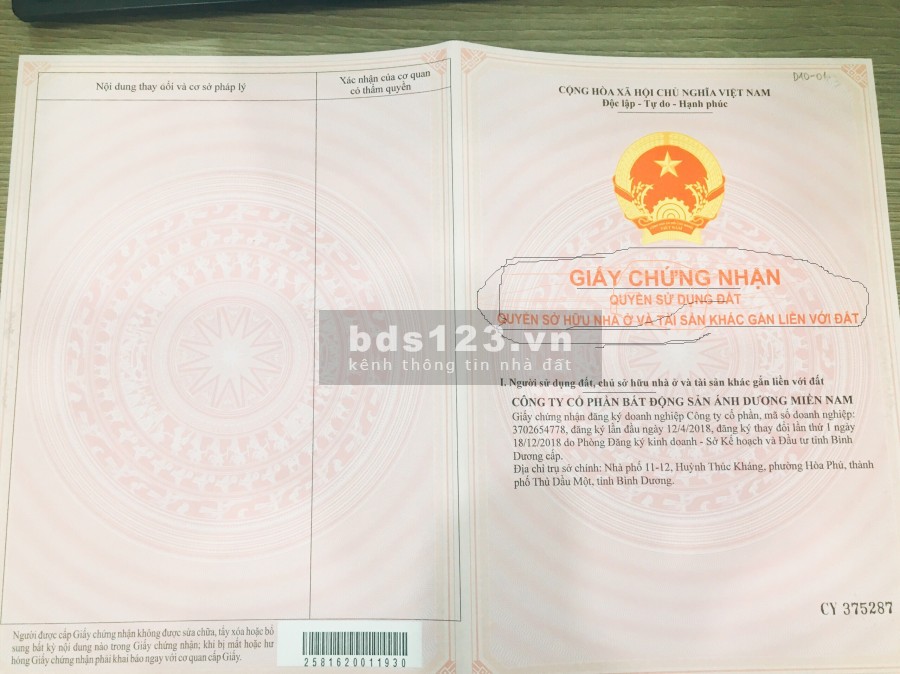 Nội dung thay đổi và cơ sở pháp lý
Xác nhận của cơ quan
có thẩm quyền
Người được cấp Giấy chứng nhận không được sửa chữa, tẩy xóa hoặc bổ
sung bất kỳ nội dung nào trong Giấy chứng nhận; khi bị mất hoặc hư
hỏng Giấy chứng nhận phải khai báo ngay với cơ quan cấp Giấy.
2581620011930
D10-01
CỘNG HÒA XÃ HỘI CHỦ NGHĨA VIỆT NAM
Độc lập - Tự do - Hạnh phúc
VIỆT NAM
GIẤY CHỨNG NHẬN
QUYỀN SỬ DỤNG ĐẤT
QUYỀN SỞ HỮU NHÀ Ở VÀ TÀI SẢN KHÁC GẮN LIỀN VỚI ĐẤT
bds123.vn
kênh thông tin nhà đất
I. Người sử dụng đất, chủ sở hữu nhà ở và tài sản khác gắn liền với đất
CÔNG TY CỔ PHẦN BẤT ĐỘNG SẢN ÁNH DƯƠNG MIỀN NAM
Giấy chứng nhận đăng ký doanh nghiệp Công ty cổ phần, mã số doanh nghiệp:
3702654778, đăng ký lần đầu ngày 12/4/2018, đăng ký thay đổi lần thứ 1 ngày
18/12/2018 do Phòng Đăng ký kinh doanh - Sở Kế hoạch và Đầu tư tỉnh Bình
Dương cấp.
Địa chỉ trụ sở chính: Nhà phố 11-12, Huỳnh Thúc Kháng, phường Hòa Phú, thành
phố Thủ Dầu Một, tỉnh Bình Dương.
CY 375287